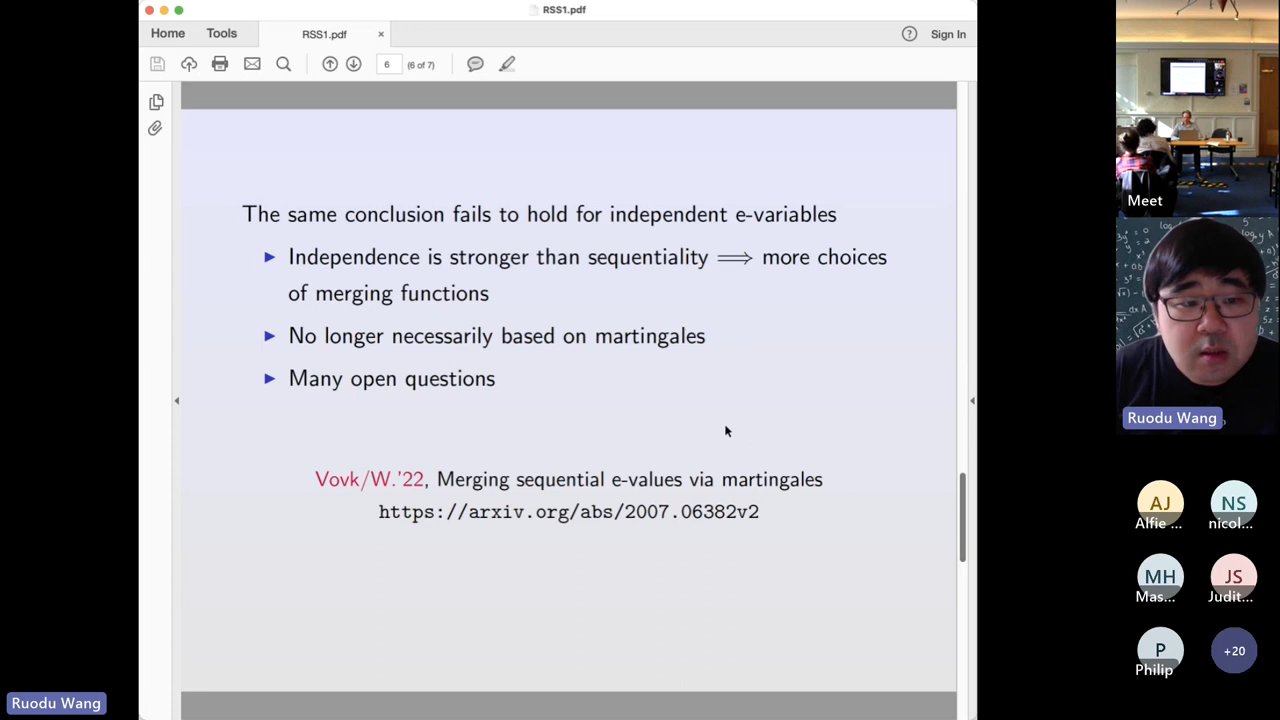 RSS1.pdf
Home
Tools
RSS1.pdf
×
Sign In
6
(6 of 7)
The same conclusion fails to hold for independent e-variables
Independence is stronger than sequentiality ⟹ more choices
of merging functions
No longer necessarily based on martingales
Many open questions
Vovk/W.'22, Merging sequential e-values via martingales
https://arxiv.org/abs/2007.06382v2
Meet
Ruodu Wang
AJ
Alfie ...
NS
nicol...
MH
Mas...
JS
Judit...
P
Philip
+20
Ruodu Wang